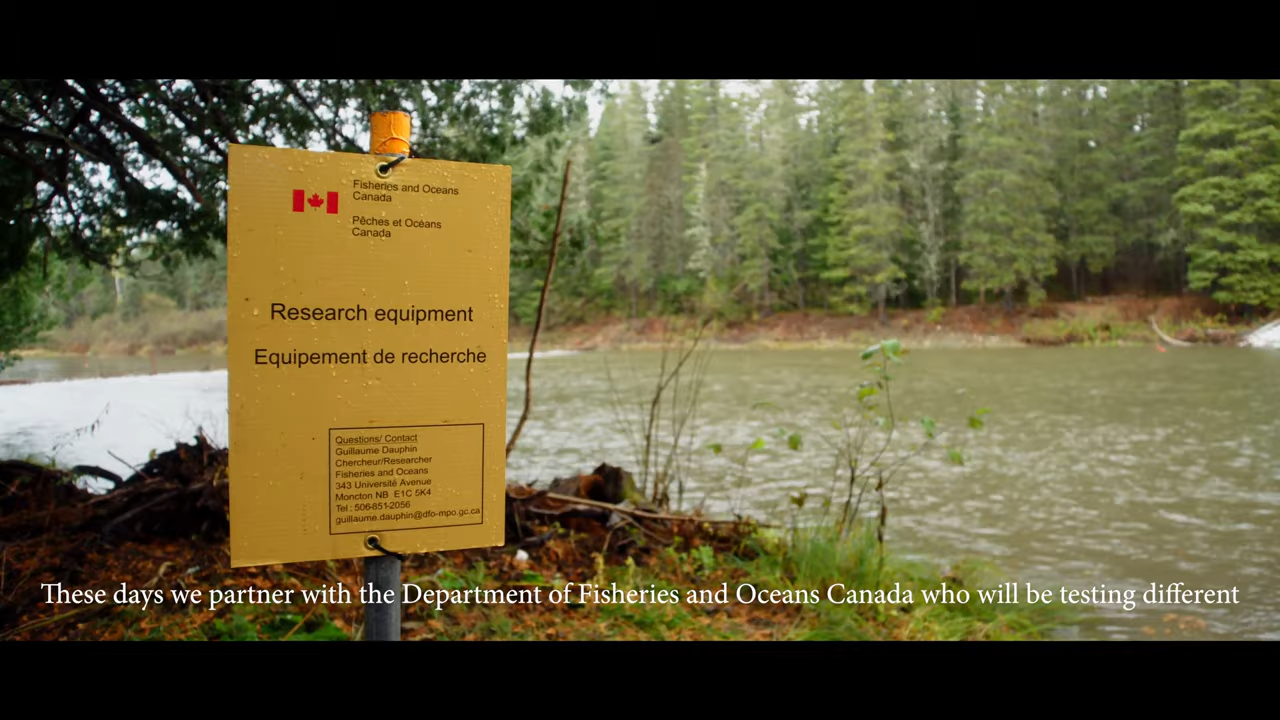 Fisheries and Oceans
Canada
Pêches et Océans
Canada
Research equipment
Equipement de recherche
Questions/ Contact
Guillaume Dauphin
Chercheur/Researcher
Fisheries and Oceans
343 Université Avenue
Moncton NB E1C 5K4
Tel : 506-851-2056
guillaume.dauphin@dfo-mpo.gc.ca
These days we partner with the Department of Fisheries and Oceans Canada who will be testing different